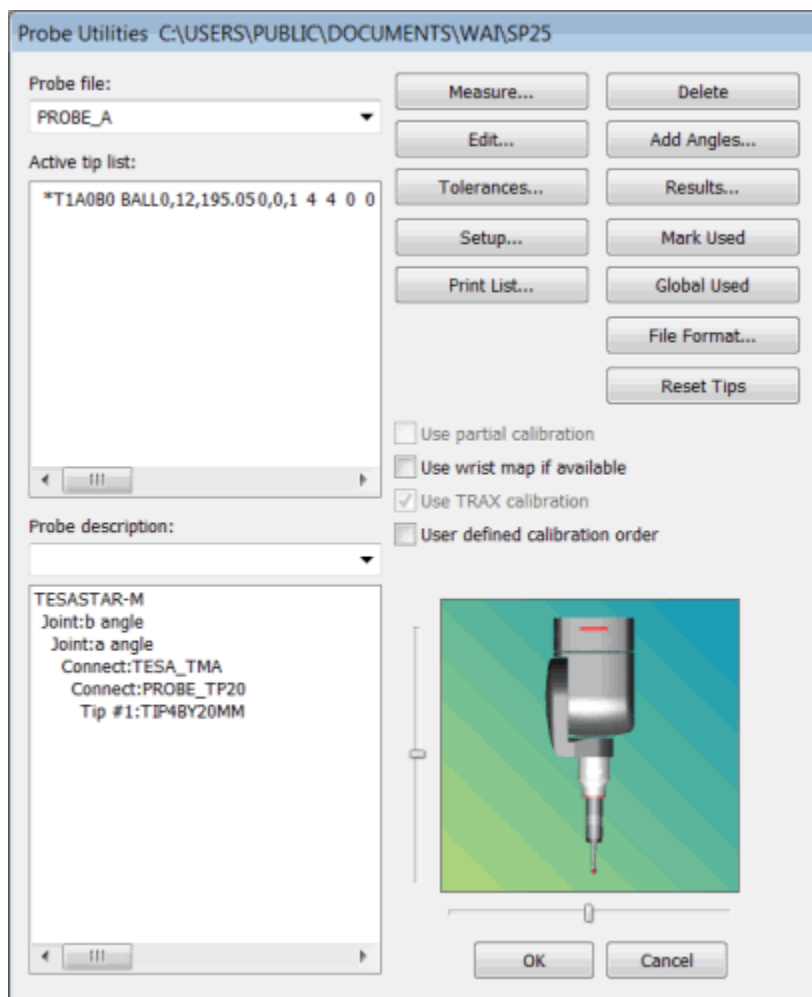 Probe Utilities C:\USERS\PUBLIC\DOCUMENTS\WAI\SP25
Probe file:
PROBE_A
Active tip list:
*T1A0B0 BALL0,12,195.050,0,1 4 4 0 0
Measure...
Delete
Edit...
Add Angles...
Tolerances...
Results...
Setup...
Mark Used
Print List...
Global Used
File Format...
Reset Tips
Use partial calibration
Use wrist map if available
Use TRAX calibration
User defined calibration order
Probe description:
TESASTAR-M
Joint:b angle
Joint:a angle
Connect:TESA_TMA
Connect:PROBE_TP20
Tip #1:TIP4BY20MM
OK
Cancel